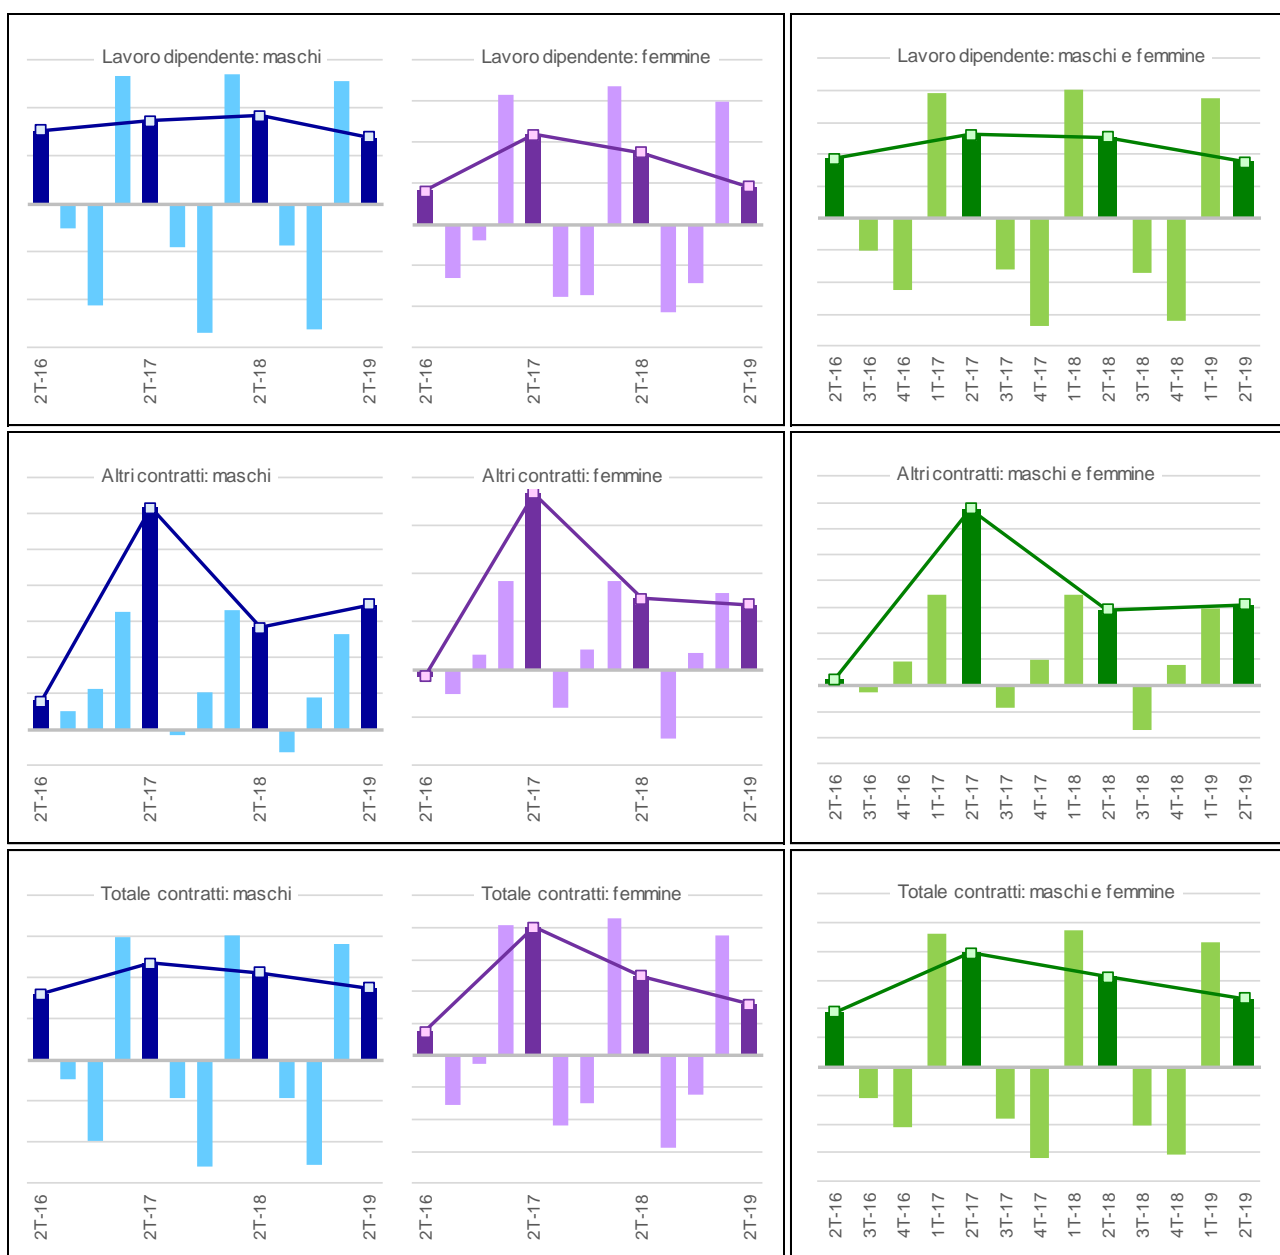 Lavoro dipendente: maschi
Lavoro dipendente: femmine
Lavoro dipendente: maschi e femmine
2T-16
2T-17
2T-18
2T-19
2T-16
2T-17
2T-18
2T-19
2T-16
3T-16
4T-16
1T-17
2T-17
3T-17
4T-17
1T-18
2T-18
3T-18
4T-18
1T-19
2T-19
Altri contratti: maschi
Altri contratti: femmine
Altri contratti: maschi e femmine
2T-16
2T-17
2T-18
2T-19
2T-16
2T-17
2T-18
2T-19
2T-16
3T-16
4T-16
1T-17
2T-17
3T-17
4T-17
1T-18
2T-18
3T-18
4T-18
1T-19
2T-19
Totale contratti: maschi
Totale contratti: femmine
Totale contratti: maschi e femmine
2T-16
2T-17
2T-18
2T-19
2T-16
2T-17
2T-18
2T-19
2T-16
3T-16
4T-16
1T-17
2T-17
3T-17
4T-17
1T-18
2T-18
3T-18
4T-18
1T-19
2T-19